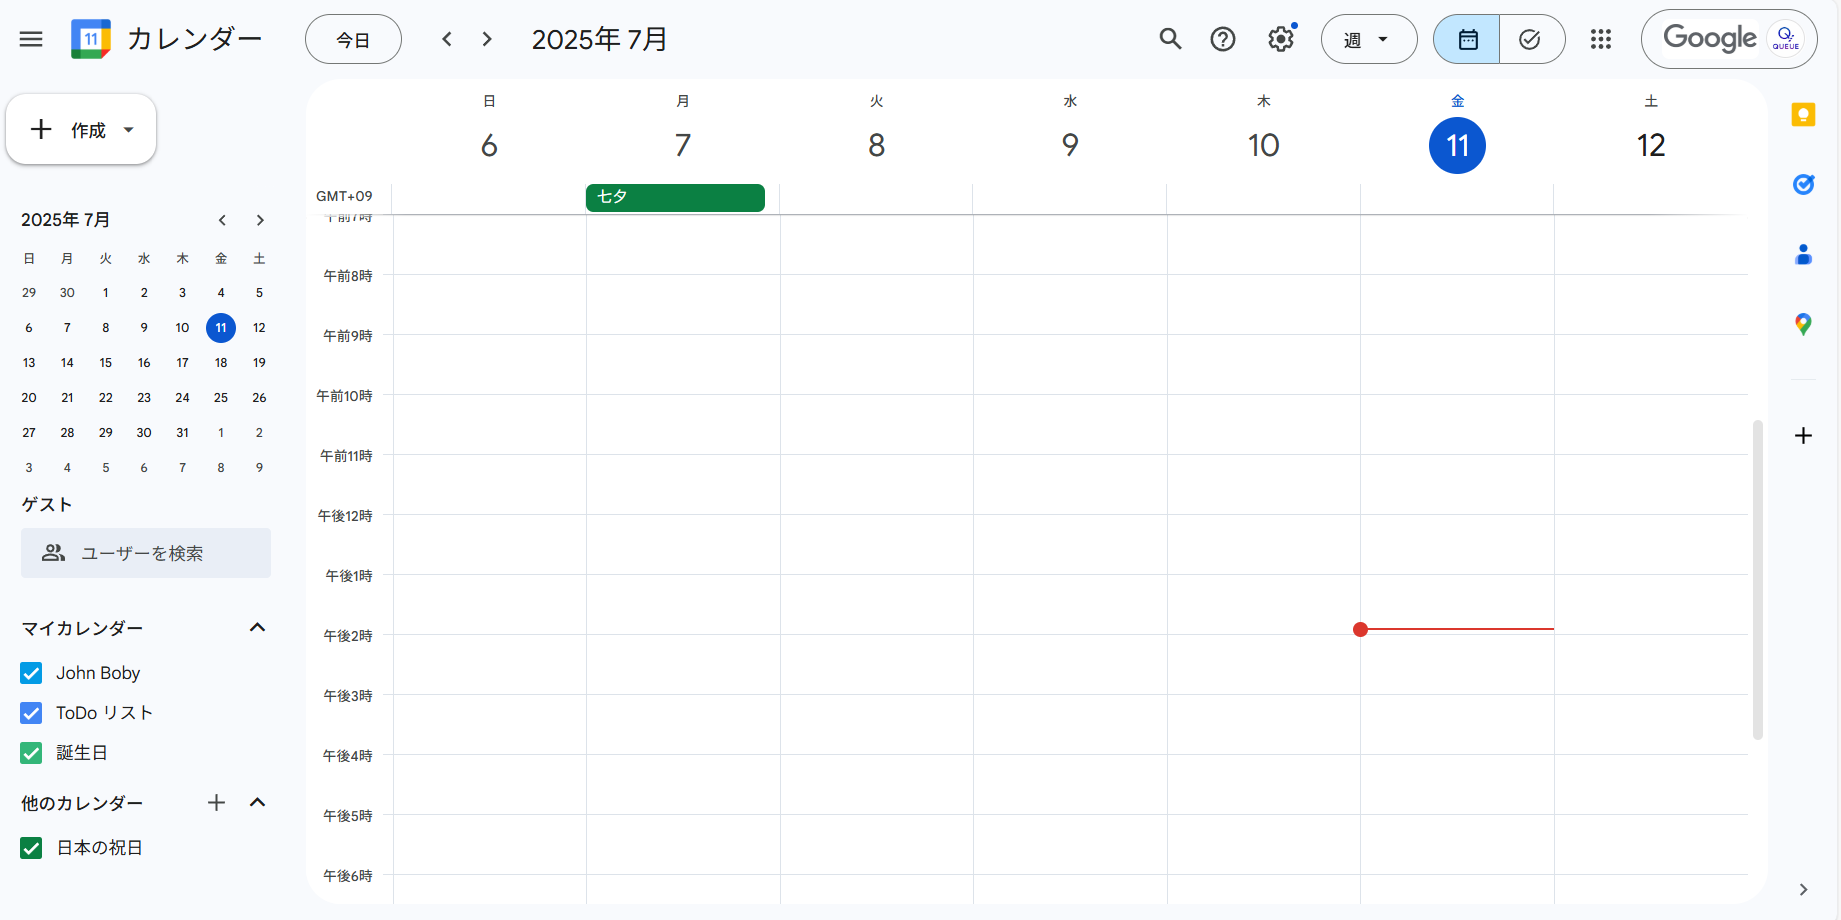 カレンダー 今日 2025年 7月 週 Google QUEUE
作成
2025年 7月
日 月 火 水 木 金 土
29 30 1 2 3 4 5
6 7 8 9 10 11 12
13 14 15 16 17 18 19
20 21 22 23 24 25 26
27 28 29 30 31 1 2
3 4 5 6 7 8 9
ゲスト
ユーザーを検索
マイカレンダー
John Boby
ToDo リスト
誕生日
他のカレンダー
日本の祝日
日 月 火 水 木 金 土
6 7 8 9 10 11 12
GMT+09 七夕
午前7時
午前8時
午前9時
午前10時
午前11時
午後12時
午後1時
午後2時
午後3時
午後4時
午後5時
午後6時